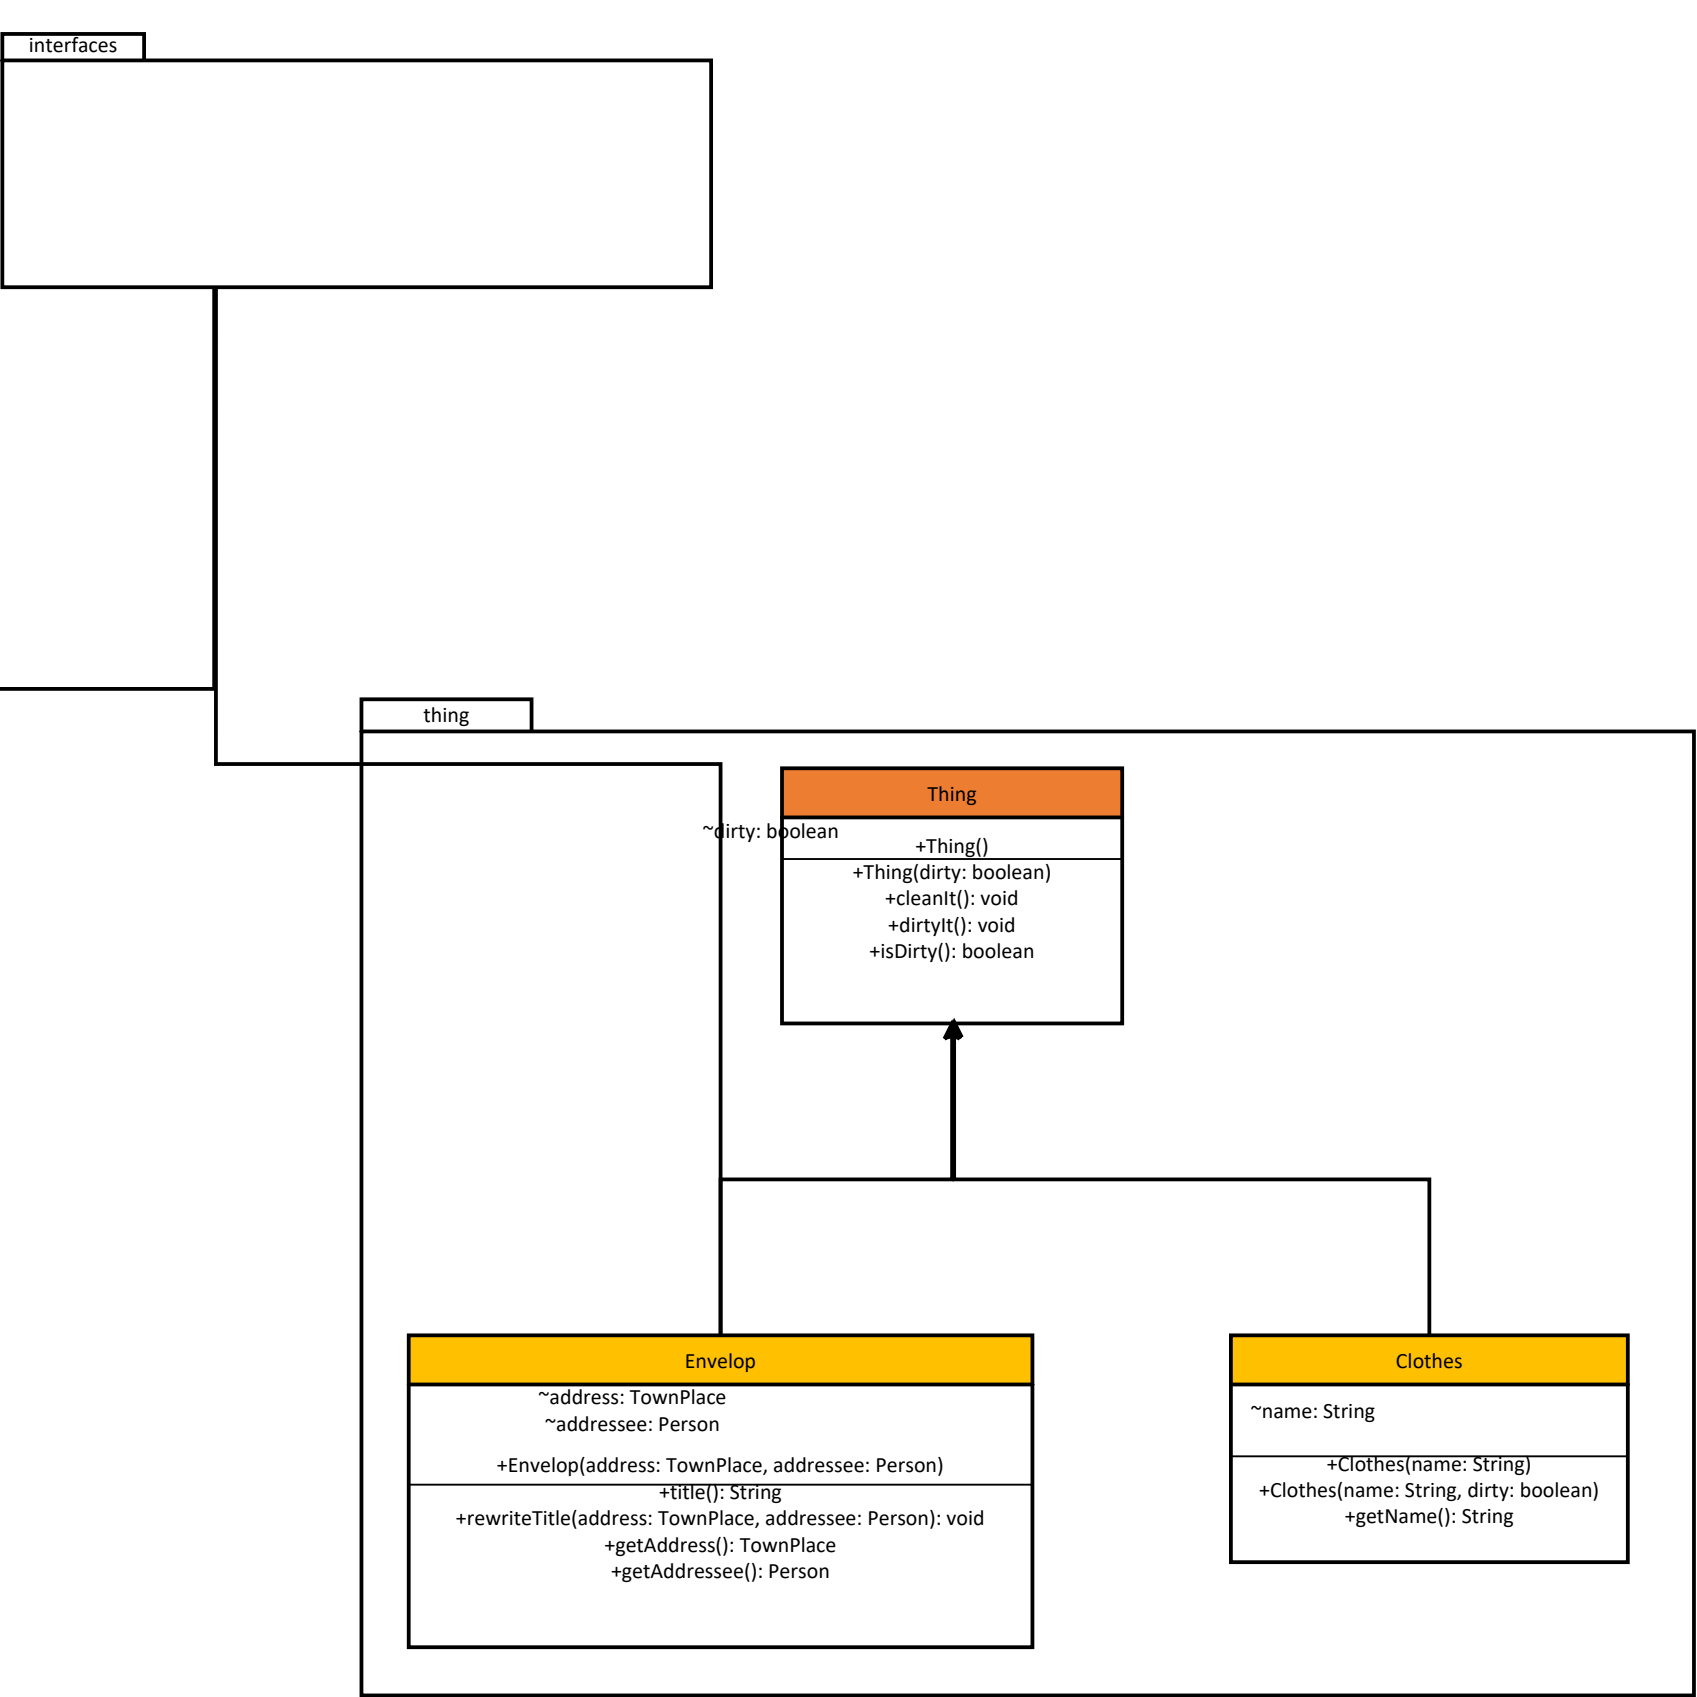 interfaces
thing
Thing
~dirty: boolean
+Thing()
+Thing(dirty: boolean)
+cleanIt(): void
+dirtyIt(): void
+isDirty(): boolean
Envelop
~address: TownPlace
~addressee: Person
+Envelop(address: TownPlace, addressee: Person)
+title(): String
+rewriteTitle(address: TownPlace, addressee: Person): void
+getAddress(): TownPlace
+getAddressee(): Person
Clothes
~name: String
+Clothes(name: String)
+Clothes(name: String, dirty: boolean)
+getName(): String